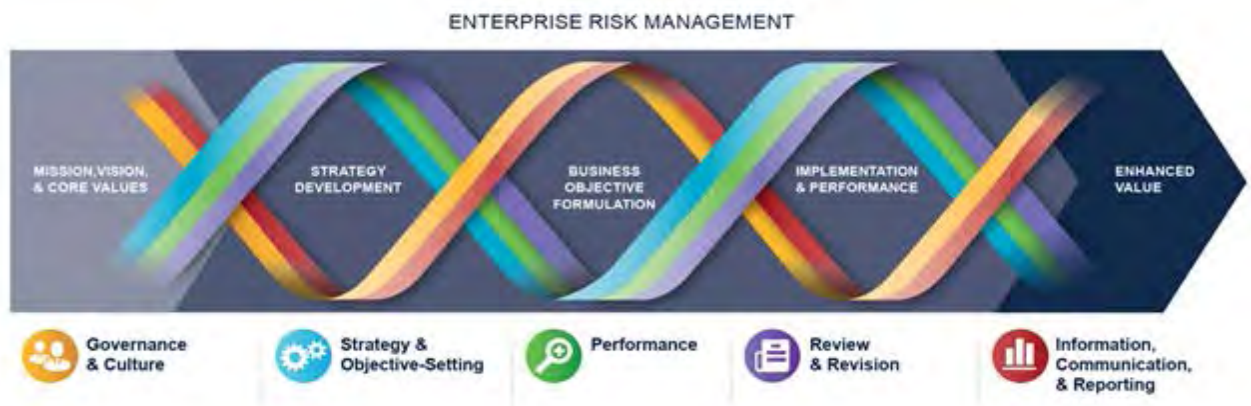 ENTERPRISE RISK MANAGEMENT
MISSION,VISION,
& CORE VALUES
STRATEGY
DEVELOPMENT
BUSINESS
OBJECTIVE
FORMULATION
IMPLEMENTATION
& PERFORMANCE
ENHANCED
VALUE
Governance
& Culture
Strategy &
Objective-Setting
Performance
Review
& Revision
Information,
Communication,
& Reporting